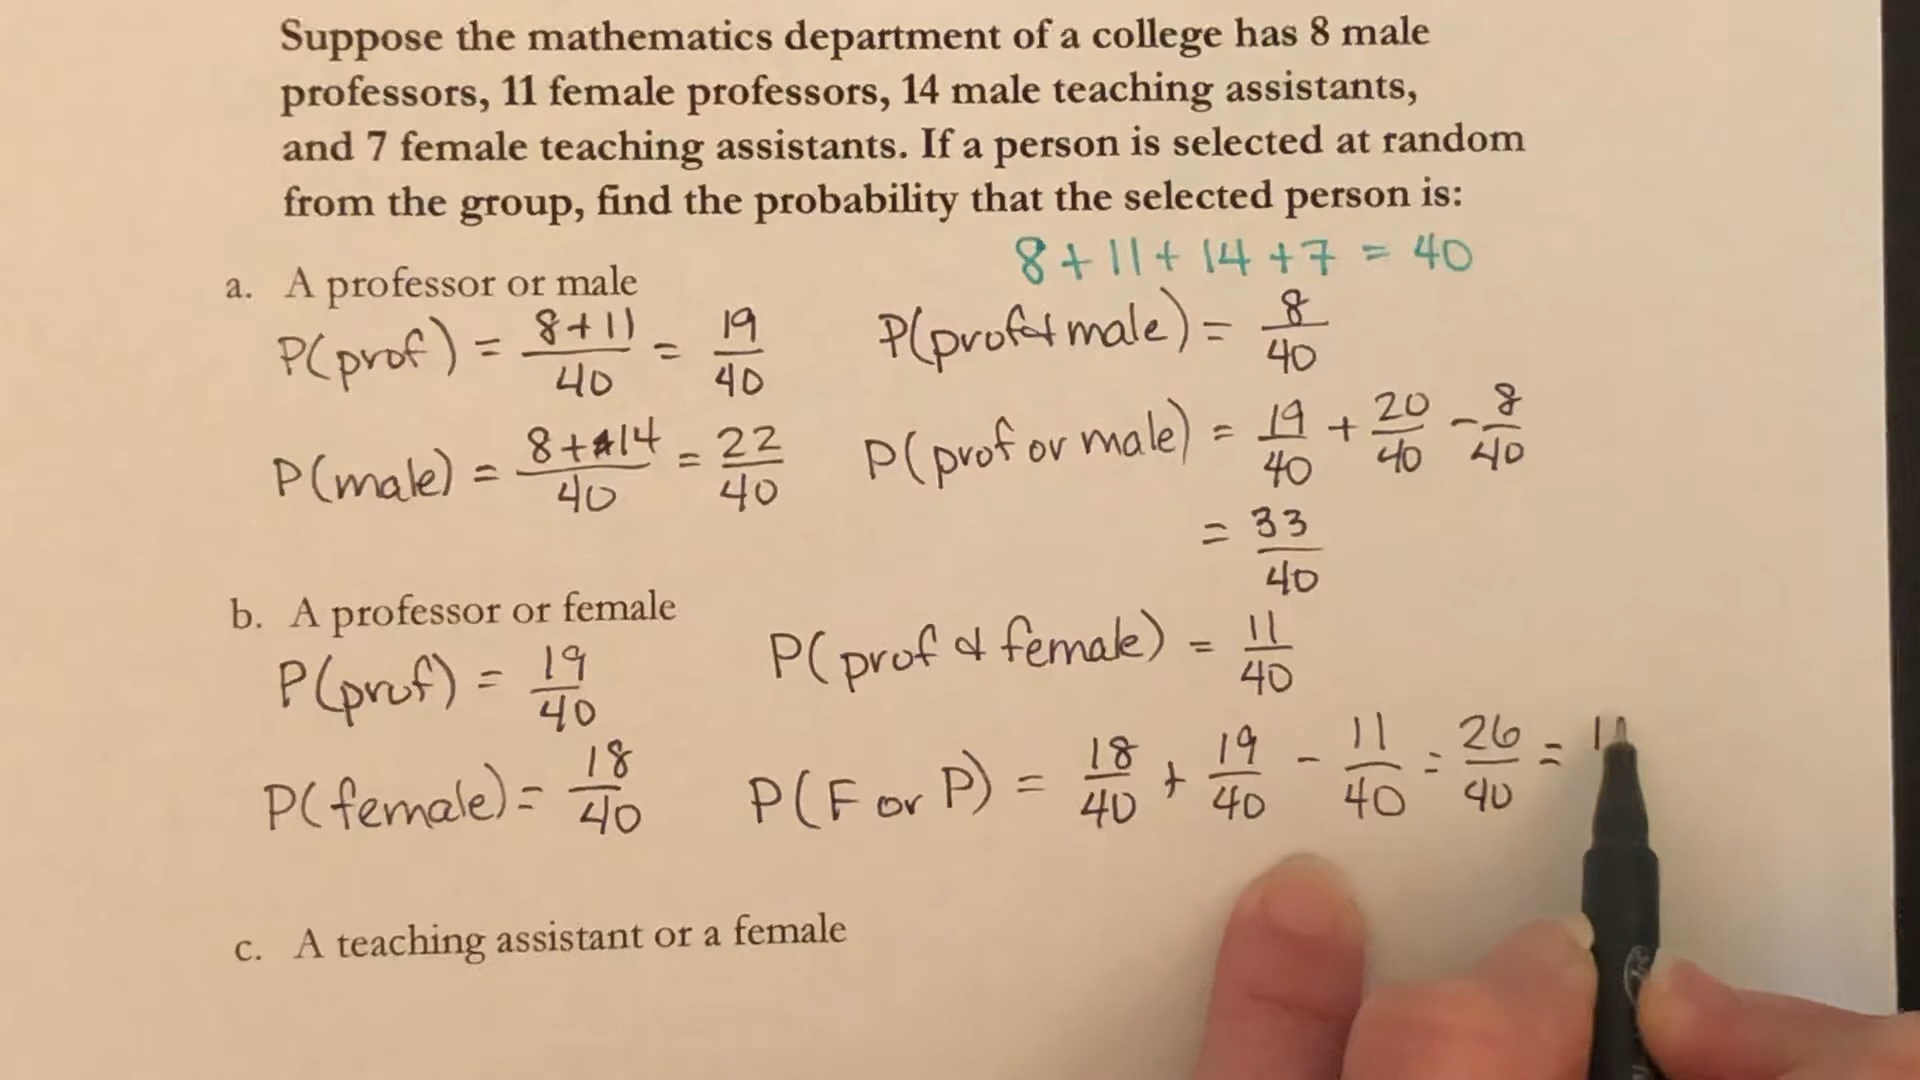 Suppose the mathematics department of a college has 8 male
professors, 11 female professors, 14 male teaching assistants,
and 7 female teaching assistants. If a person is selected at random
from the group, find the probability that the selected person is:
8 + 11 + 14 + 7 = 40
a. A professor or male
P(prof) = 8+11/40 = 19/40
P(male) = 8+14/40 = 22/40
P(prof & male) = 8/40
P(prof or male) = 19/40 + 20/40 - 8/40
= 33/40
b. A professor or female
P(prof) = 19/40
P(female) = 18/40
P(prof & female) = 11/40
P(F or P) = 18/40 + 19/40 - 11/40 = 26/40 =
c. A teaching assistant or a female